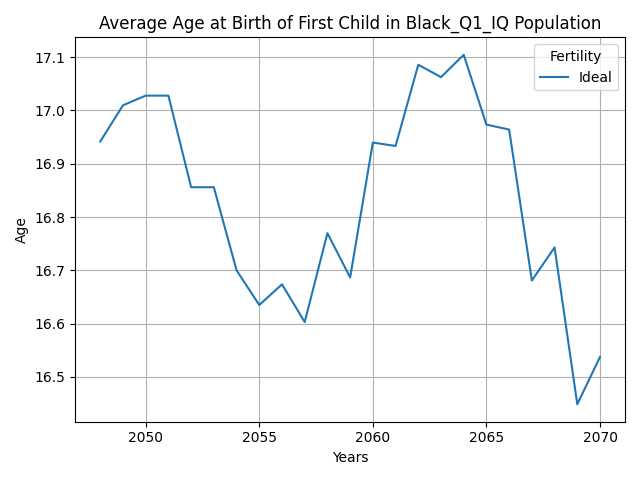 Average Age at Birth of First Child in Black_Q1_IQ Population
Fertility
Ideal
17.1
17.0
16.9
16.8
16.7
16.6
16.5
Age
2050 2055 2060 2065 2070
Years